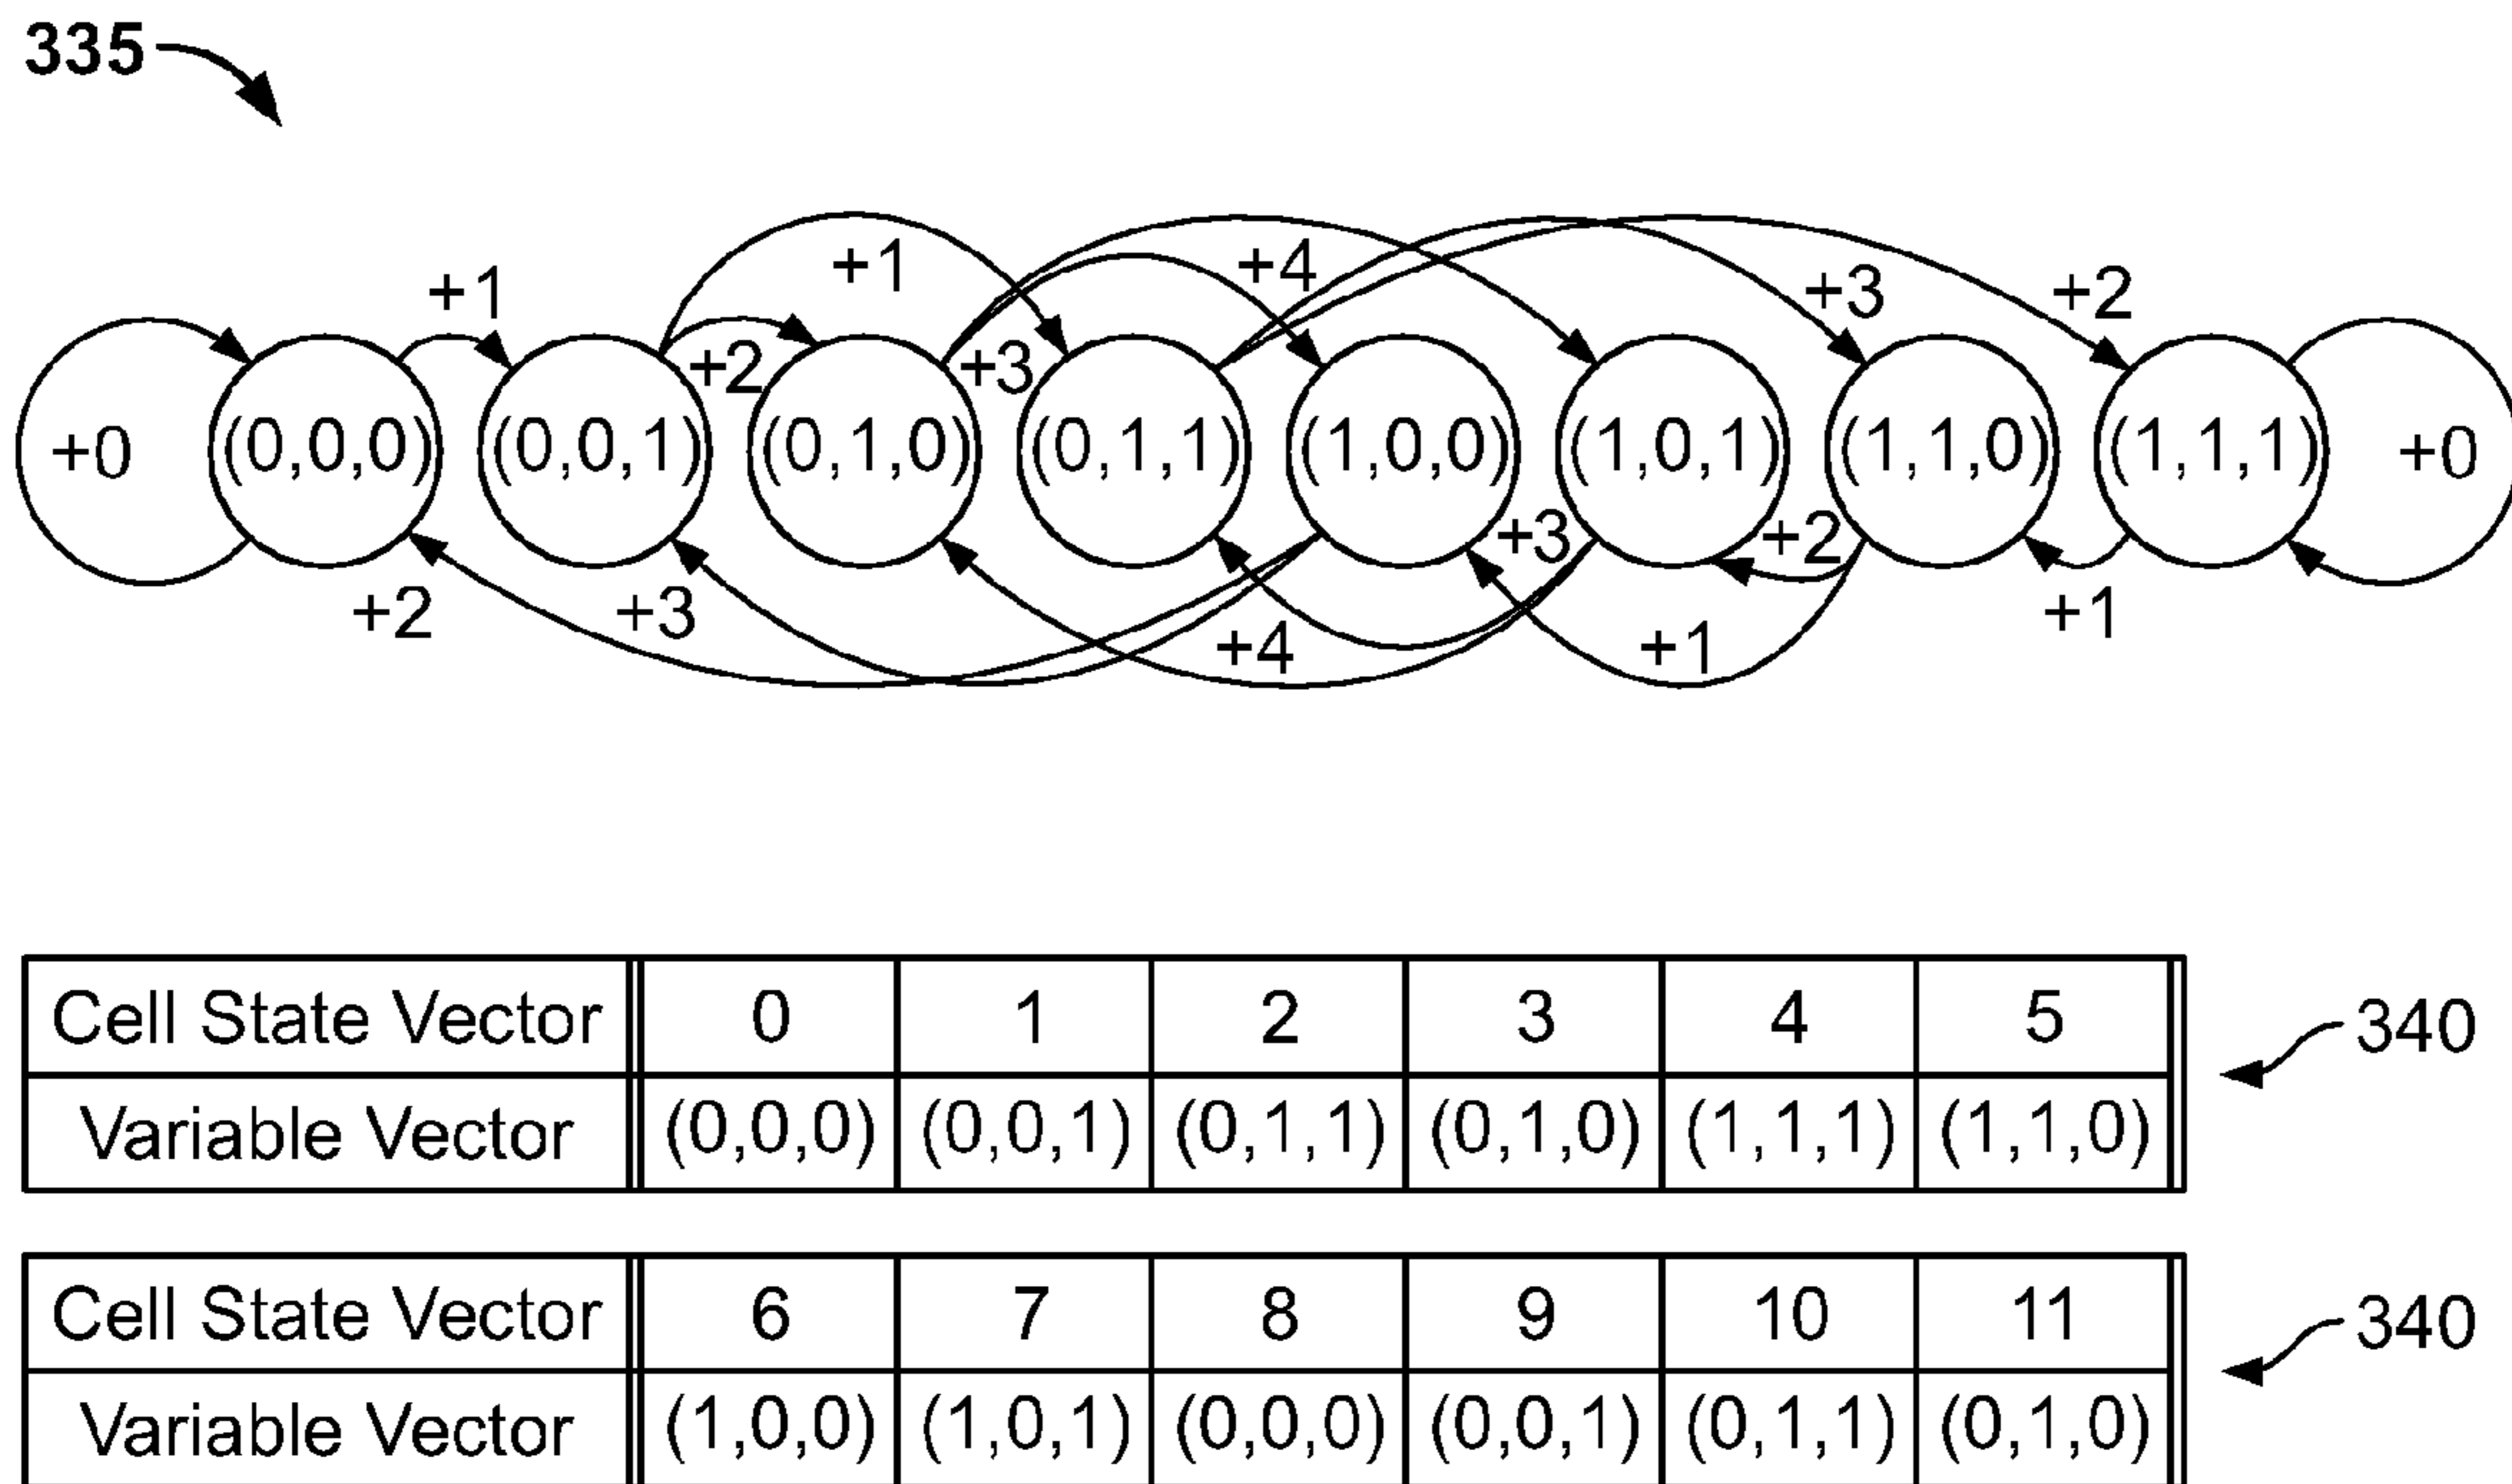 335
+1 +4 +3 +2
+1
+2 +3
+0 (0,0,0) (0,0,1) (0,1,0) (0,1,1) (1,0,0) (1,0,1) (1,1,0) (1,1,1) +0
+3 +2
+2 +3 +1
+4 +1
Cell State Vector 0 1 2 3 4 5
340
Variable Vector (0,0,0) (0,0,1) (0,1,1) (0,1,0) (1,1,1) (1,1,0)
Cell State Vector 6 7 8 9 10 11
340
Variable Vector (1,0,0) (1,0,1) (0,0,0) (0,0,1) (0,1,1) (0,1,0)